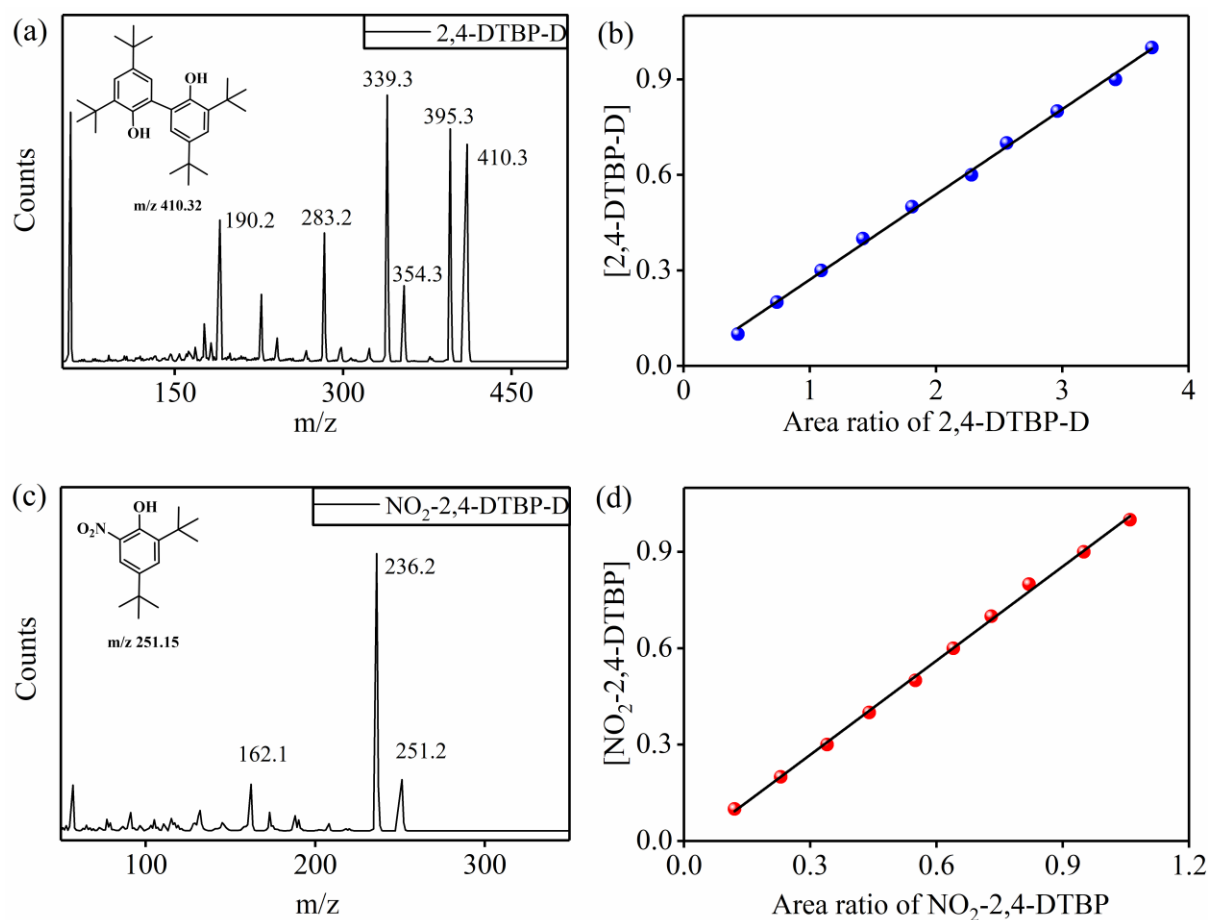 (a)
2,4-DTBP-D
OH
OH
m/z 410.32
190.2
283.2
339.3
354.3
395.3
410.3
Counts
150
300
450
m/z
(b)
[2,4-DTBP-D]
0.9
0.6
0.3
0.0
0
1
2
3
4
Area ratio of 2,4-DTBP-D
(c)
NO₂-2,4-DTBP-D
OH
O₂N
m/z 251.15
236.2
162.1
251.2
Counts
100
200
300
m/z
(d)
[NO₂-2,4-DTBP]
0.9
0.6
0.3
0.0
0.0
0.3
0.6
0.9
1.2
Area ratio of NO₂-2,4-DTBP